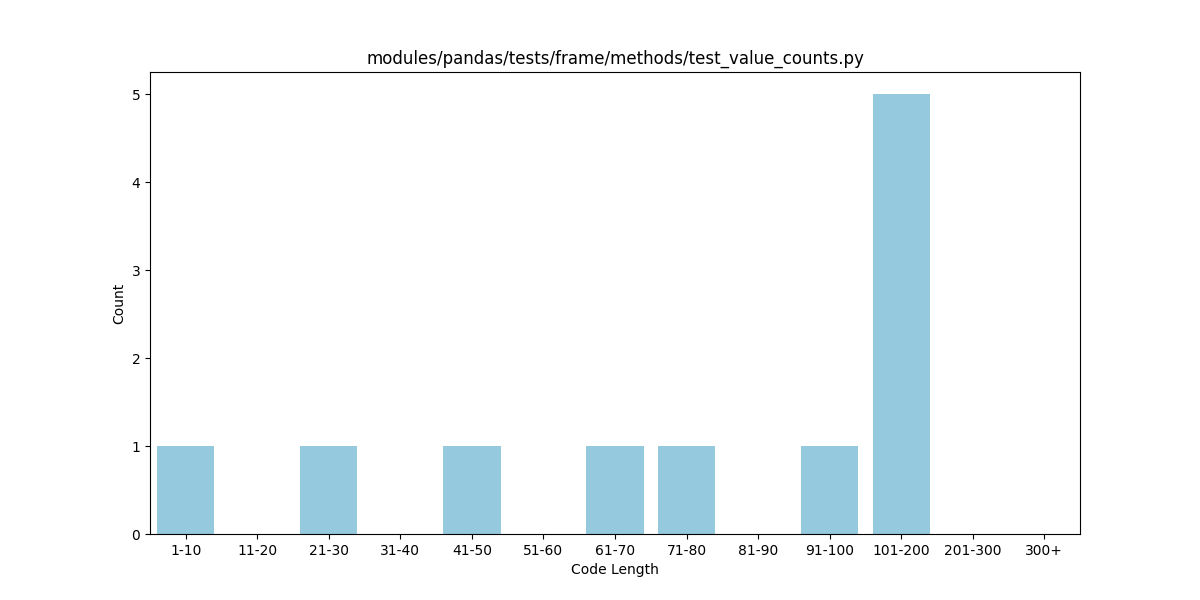 modules/pandas/tests/frame/methods/test_value_counts.py
5
4
3
2
1
0
Count
1-10 11-20 21-30 31-40 41-50 51-60 61-70 71-80 81-90 91-100 101-200 201-300 300+
Code Length